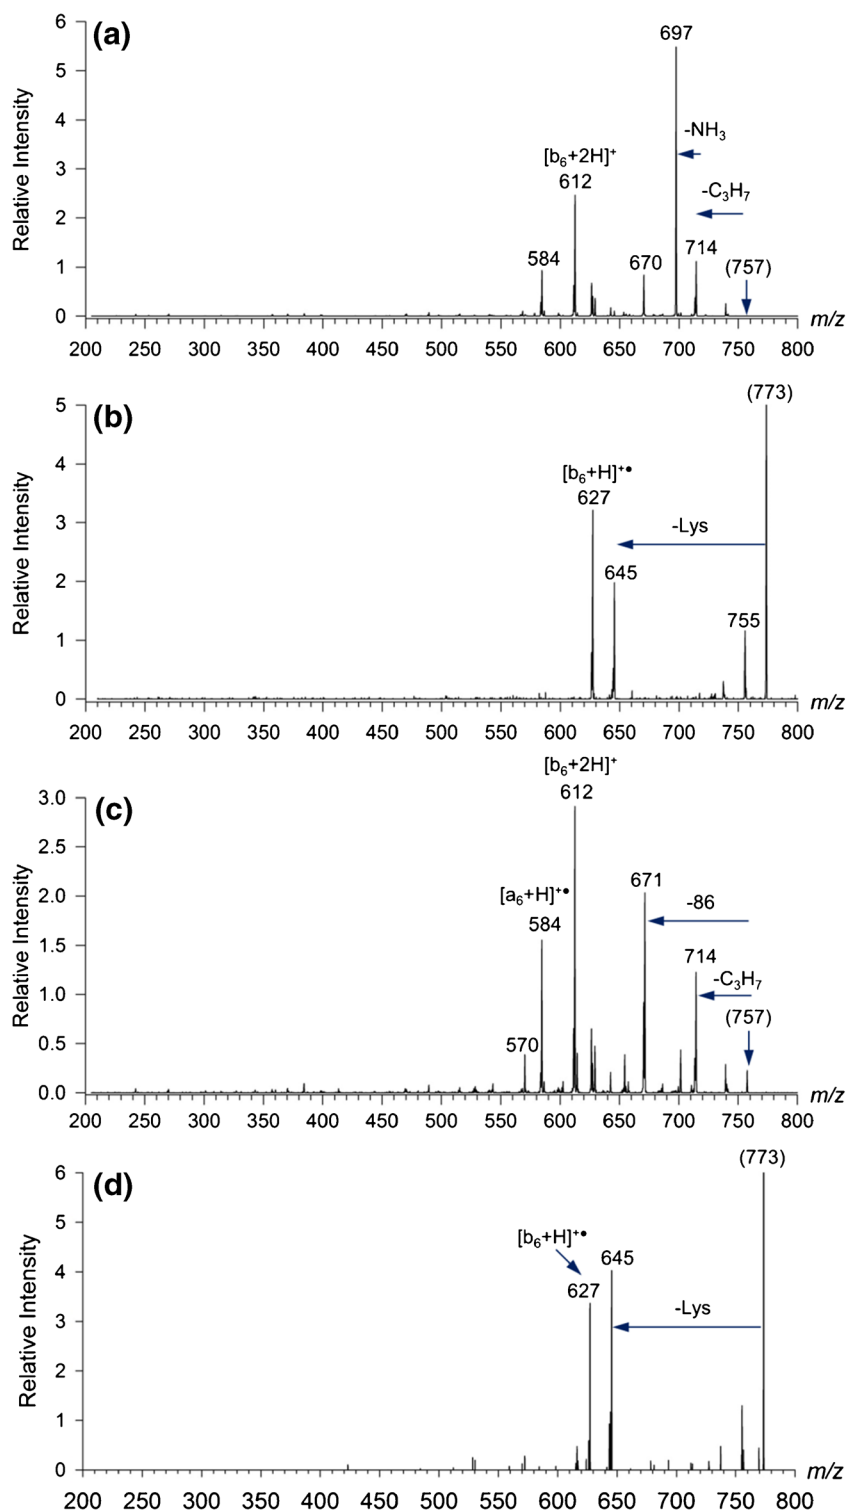 (a)
6
697
5
-NH₃
4
[b₆+2H]⁺
3
612
-C₃H₇
2
714
584
670
(757)
1
0
Relative Intensity
200 250 300 350 400 450 500 550 600 650 700 750 800 m/z
(b)
5
(773)
4
[b₆+H]⁺•
627
3
-Lys
645
2
755
1
0
Relative Intensity
200 250 300 350 400 450 500 550 600 650 700 750 800 m/z
(c)
[b₆+2H]⁺
3.0
612
2.5
671
[a₆+H]⁺•
2.0
-86
584
714
1.5
-C₃H₇
1.0
(757)
570
0.5
0.0
Relative Intensity
200 250 300 350 400 450 500 550 600 650 700 750 800 m/z
(d)
(773)
6
5
[b₆+H]⁺•
645
4
627
-Lys
3
2
1
0
Relative Intensity
200 250 300 350 400 450 500 550 600 650 700 750 800 m/z